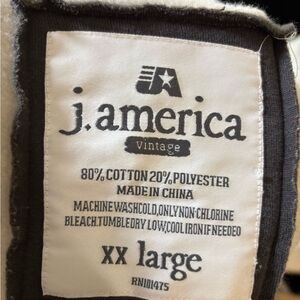 j.america
vintage
80% COTTON 20% POLYESTER
MADE IN CHINA
MACHINE WASH COLD, ONLY NON CHLORINE
BLEACH, TUMBLE DRY LOW, COOL IRON IF NEEDED
xx large
RN101475